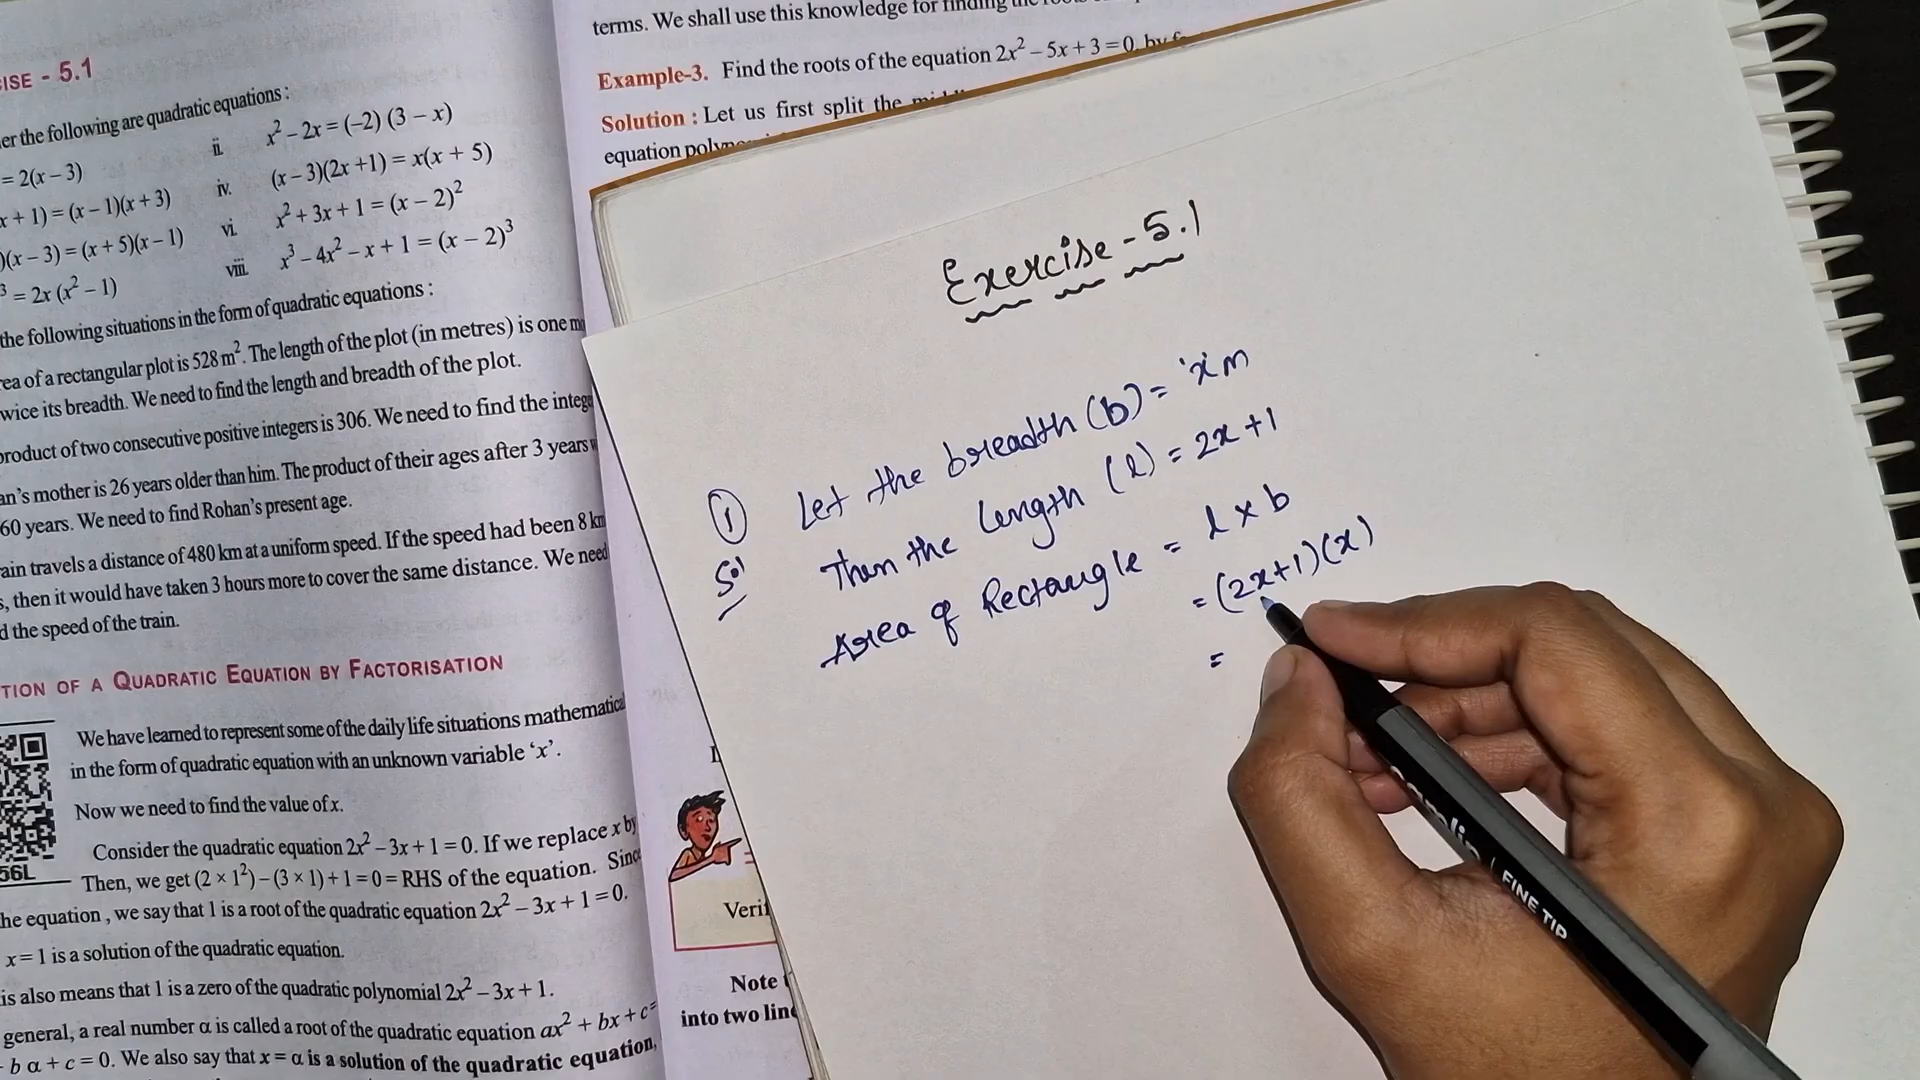 ISE - 5.1
er the following are quadratic equations :
= 2(x – 3)
ii. x² – 2x = (–2) (3 – x)
x + 1) = (x – 1)(x + 3)
iv. (x – 3)(2x +1) = x(x + 5)
)(x – 3) = (x + 5)(x – 1)
vi. x² + 3x + 1 = (x – 2)²
³ = 2x (x² – 1)
viii. x³ – 4x² – x + 1 = (x – 2)³
the following situations in the form of quadratic equations :
ea of a rectangular plot is 528 m². The length of the plot (in metres) is one m
wice its breadth. We need to find the length and breadth of the plot.
product of two consecutive positive integers is 306. We need to find the intege
an's mother is 26 years older than him. The product of their ages after 3 years w
60 years. We need to find Rohan's present age.
ain travels a distance of 480 km at a uniform speed. If the speed had been 8 km
s, then it would have taken 3 hours more to cover the same distance. We need
d the speed of the train.
TION OF A QUADRATIC EQUATION BY FACTORISATION
We have learned to represent some of the daily life situations mathematical
in the form of quadratic equation with an unknown variable 'x'.
Now we need to find the value of x.
56L
Consider the quadratic equation 2x² – 3x + 1 = 0. If we replace x by
Then, we get (2 × 1²) – (3 × 1) + 1 = 0 = RHS of the equation. Since
he equation , we say that 1 is a root of the quadratic equation 2x² – 3x + 1 = 0.
x = 1 is a solution of the quadratic equation.
is also means that 1 is a zero of the quadratic polynomial 2x² – 3x + 1.
general, a real number α is called a root of the quadratic equation ax² + bx + c =
b α + c = 0. We also say that x = α is a solution of the quadratic equation,
terms. We shall use this knowledge for finding the
Example-3. Find the roots of the equation 2x² – 5x + 3 = 0, by
Solution : Let us first split the
equation
Verif
Note
into two line
Exercise - 5.1
① Let the breadth (b) = 'x' m
Sol Then the length (l) = 2x + 1
Area of Rectangle = l × b
= (2x+1)(x)
=
FINE TIP